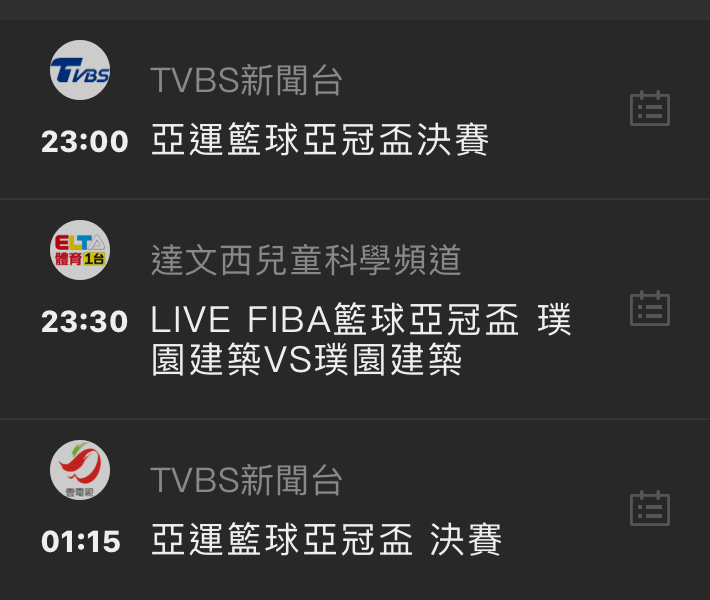 TVBS
TVBS新聞台
23:00
亞運籃球亞冠盃決賽
ELTA
體育1台
達文西兒童科學頻道
23:30
LIVE FIBA籃球亞冠盃 璞
園建築VS璞園建築
壹電視
TVBS新聞台
01:15
亞運籃球亞冠盃 決賽